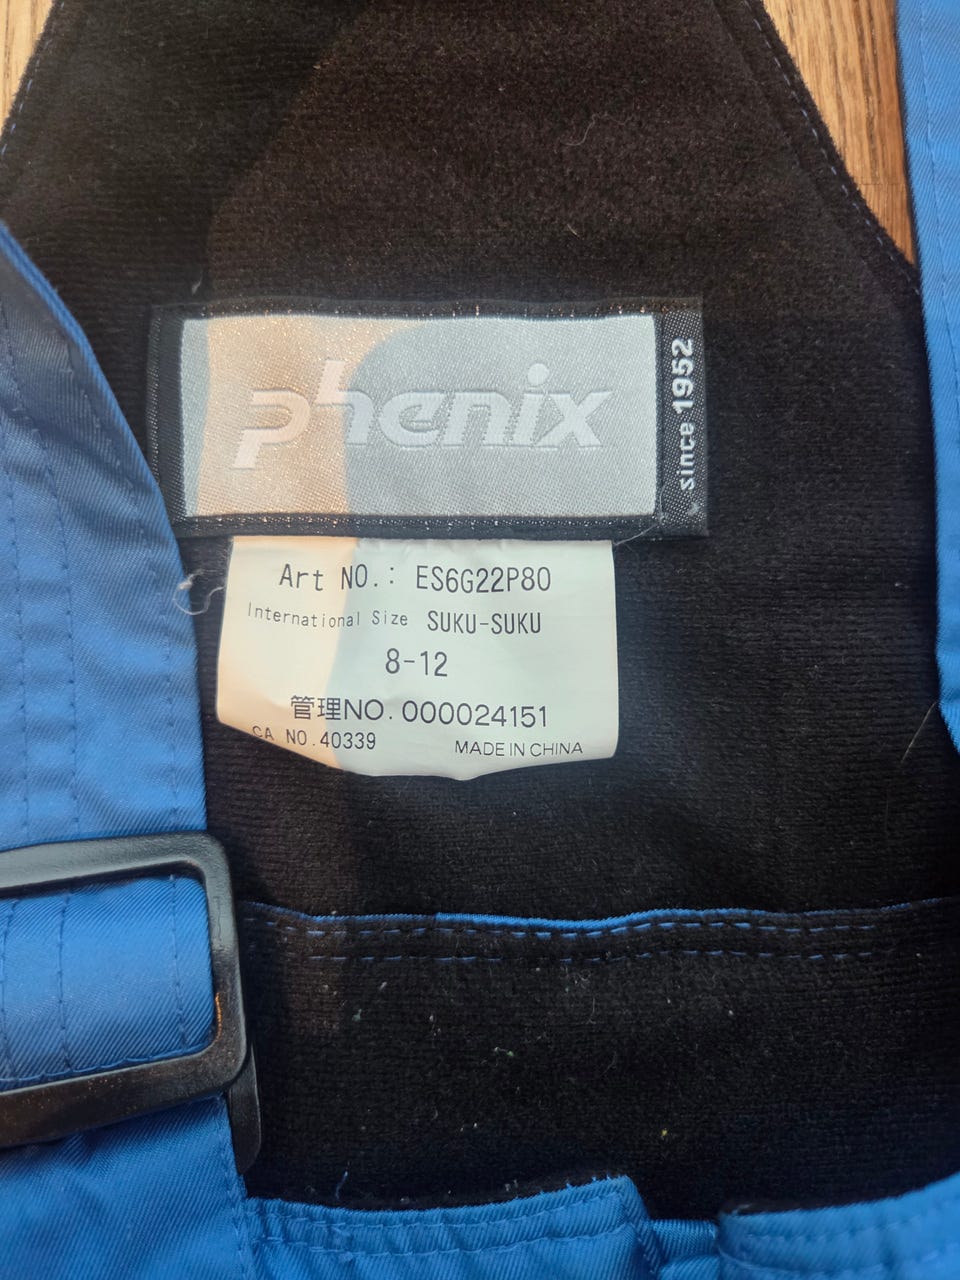 phenix
since 1952
Art NO.: ES6G22P80
International Size SUKU-SUKU
8-12
管理NO.000024151
CA NO.40339 MADE IN CHINA